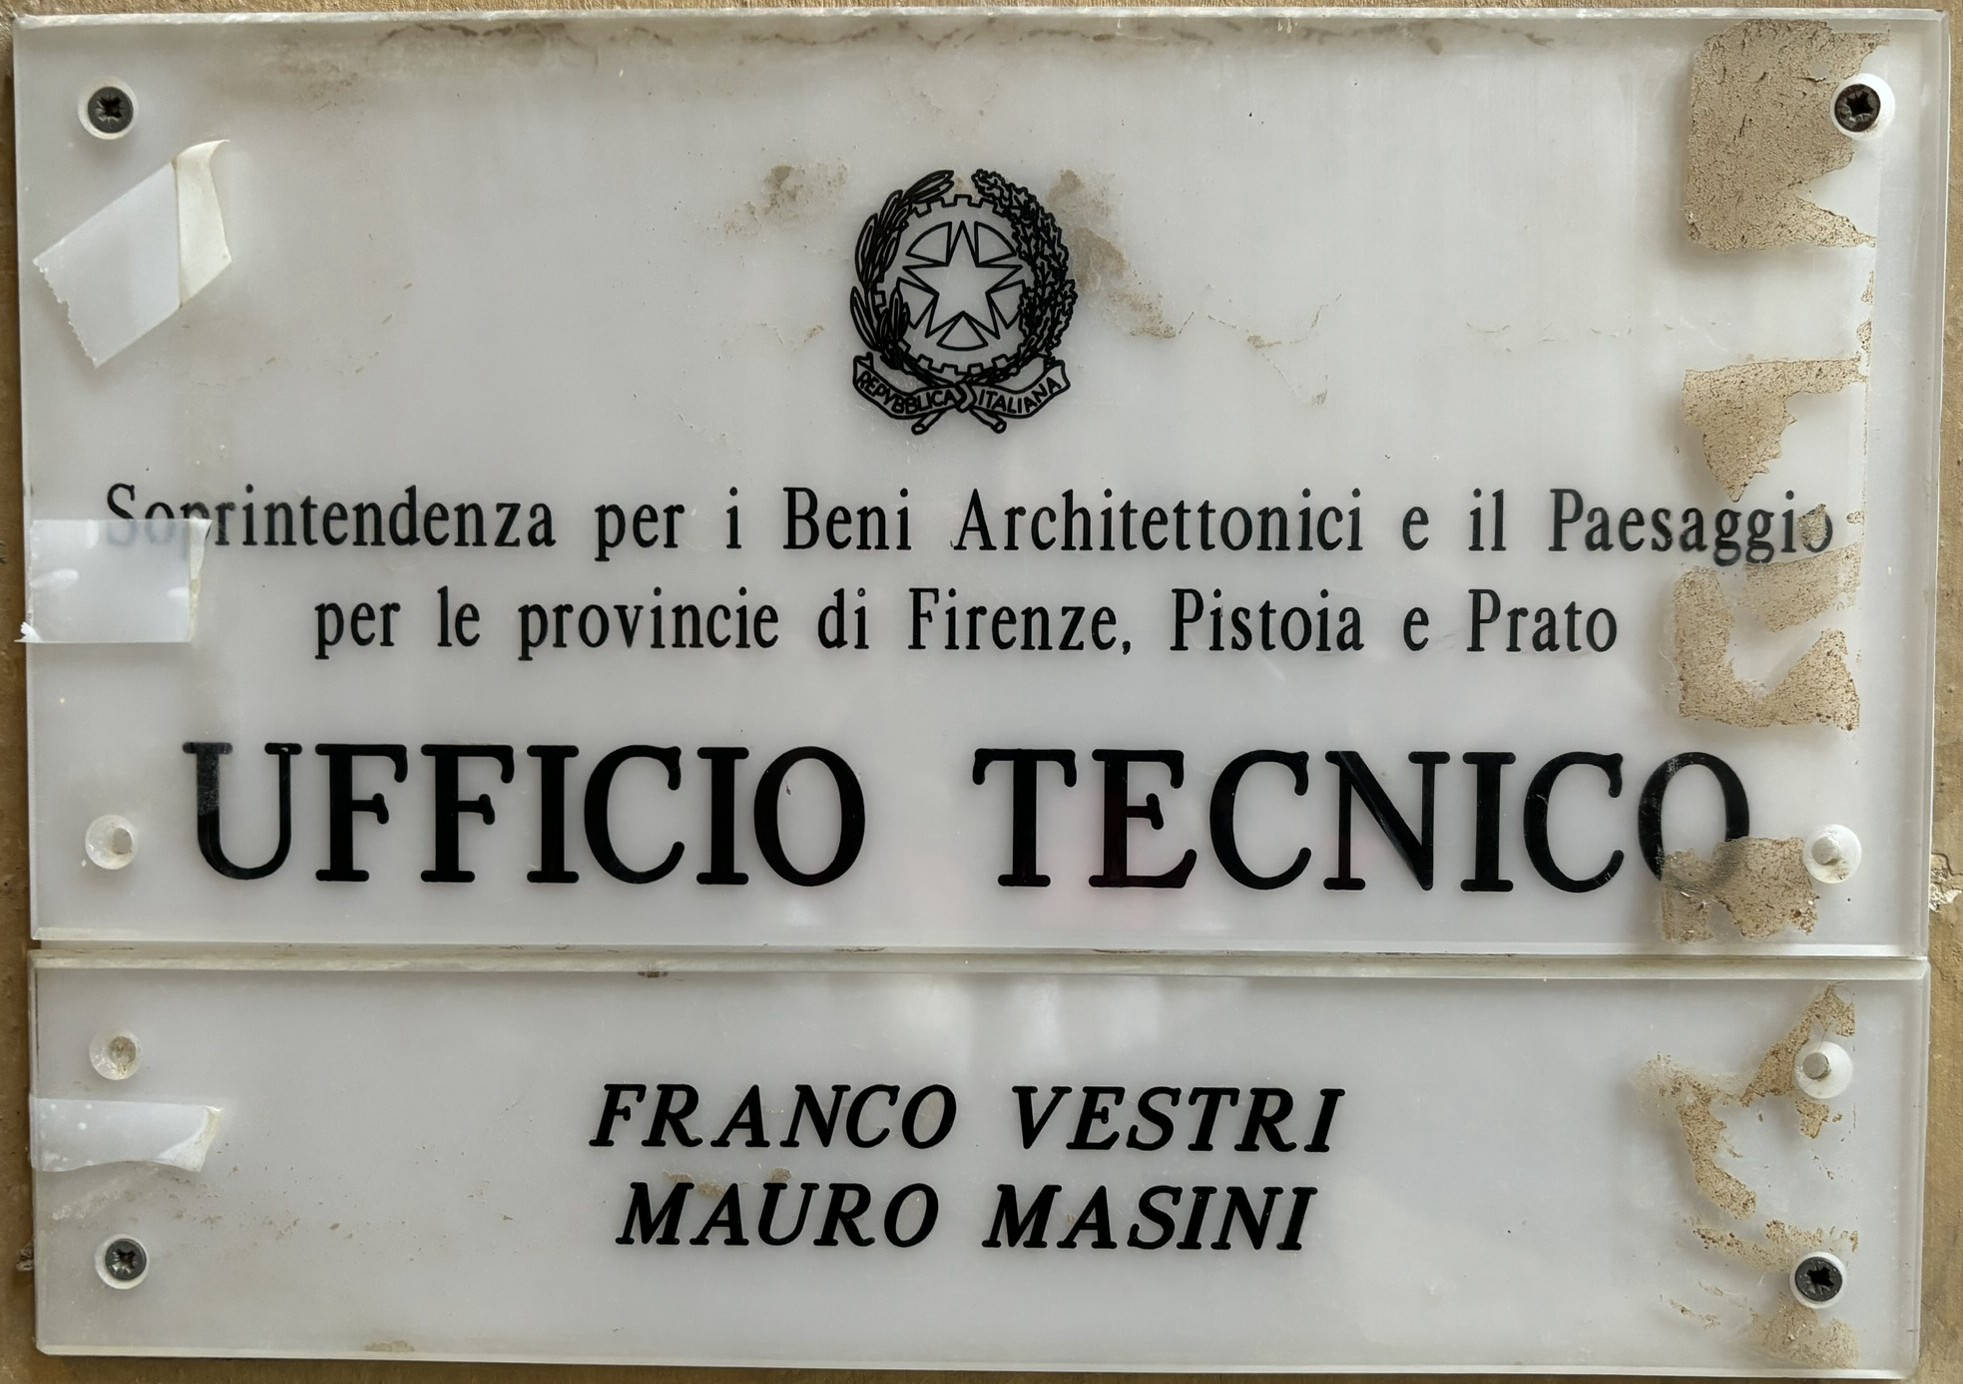 REPVBBLICA ITALIANA
Soprintendenza per i Beni Architettonici e il Paesaggio
per le provincie di Firenze, Pistoia e Prato
UFFICIO TECNICO
FRANCO VESTRI
MAURO MASINI